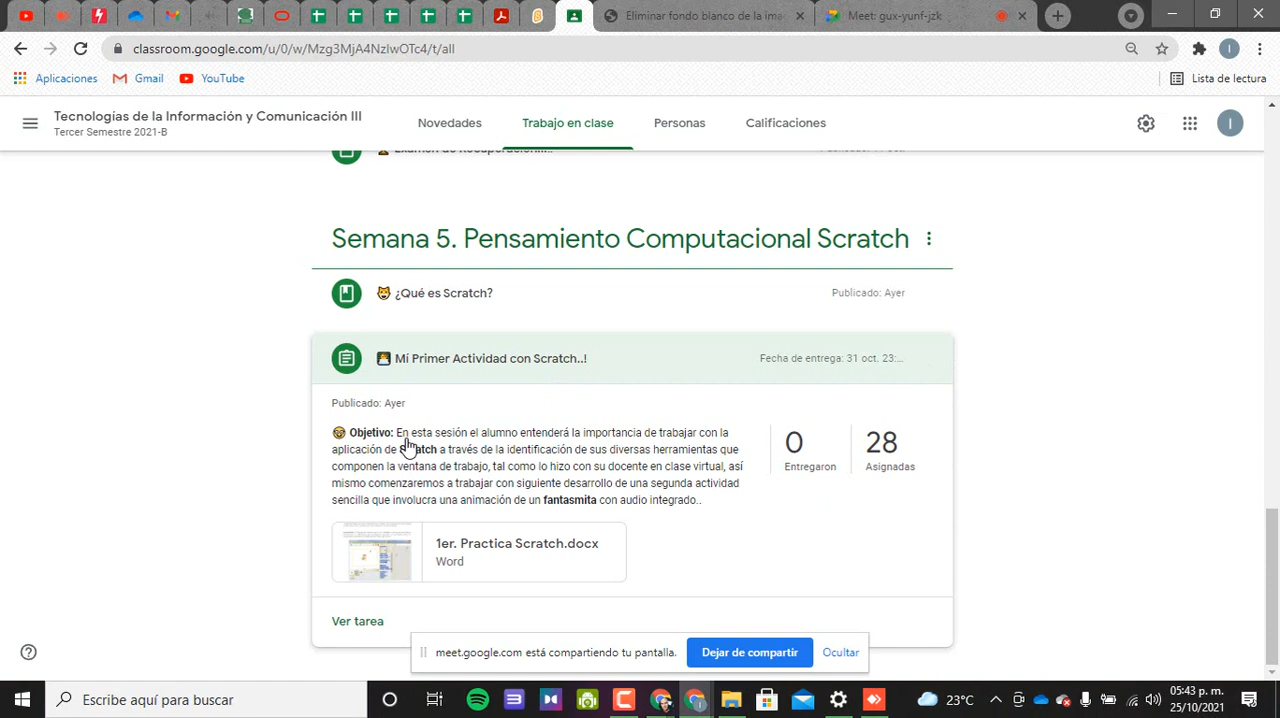 Eliminar fondo blanco de la ima
Meet: gux-yunf-jzk
classroom.google.com/u/0/w/Mzg3MjA4NzIwOTc4/t/all
Aplicaciones
Gmail
YouTube
Lista de lectura
Tecnologías de la Información y Comunicación III
Tercer Semestre 2021-B
Novedades
Trabajo en clase
Personas
Calificaciones
I
Examen de Recuperación...
Semana 5. Pensamiento Computacional Scratch
¿Qué es Scratch?
Publicado: Ayer
Mí Primer Actividad con Scratch..!
Fecha de entrega: 31 oct. 23:...
Publicado: Ayer
Objetivo: En esta sesión el alumno entenderá la importancia de trabajar con la
aplicación de Scratch a través de la identificación de sus diversas herramientas que
componen la ventana de trabajo, tal como lo hizo con su docente en clase virtual, así
mismo comenzaremos a trabajar con siguiente desarrollo de una segunda actividad
sencilla que involucra una animación de un fantasmita con audio integrado..
0
Entregaron
28
Asignadas
1er. Practica Scratch.docx
Word
Ver tarea
meet.google.com está compartiendo tu pantalla.
Dejar de compartir
Ocultar
Escribe aquí para buscar
23°C
05:43 p. m.
25/10/2021